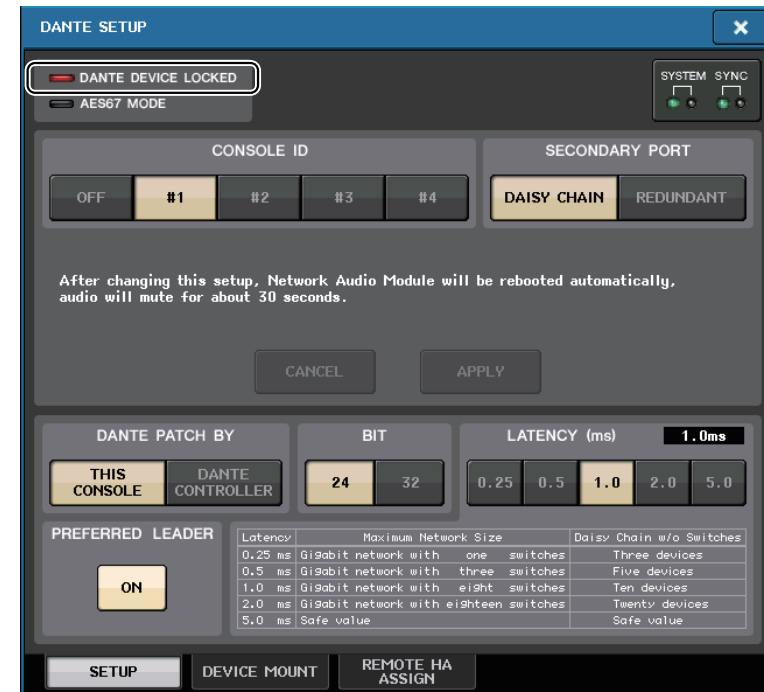 DANTE SETUP
DANTE DEVICE LOCKED
AES67 MODE
SYSTEM SYNC
CONSOLE ID
OFF #1 #2 #3 #4
SECONDARY PORT
DAISY CHAIN REDUNDANT
After changing this setup, Network Audio Module will be rebooted automatically,
audio will mute for about 30 seconds.
CANCEL APPLY
DANTE PATCH BY
THIS CONSOLE DANTE CONTROLLER
BIT
24 32
LATENCY (ms) 1.0ms
0.25 0.5 1.0 2.0 5.0
PREFERRED LEADER
ON
Latency Maximum Network Size Daisy Chain w/o Switches
0.25 ms Gigabit network with one switches Three devices
0.5 ms Gigabit network with three switches Five devices
1.0 ms Gigabit network with eight switches Ten devices
2.0 ms Gigabit network with eighteen switches Twenty devices
5.0 ms Safe value Safe value
SETUP DEVICE MOUNT REMOTE HA ASSIGN